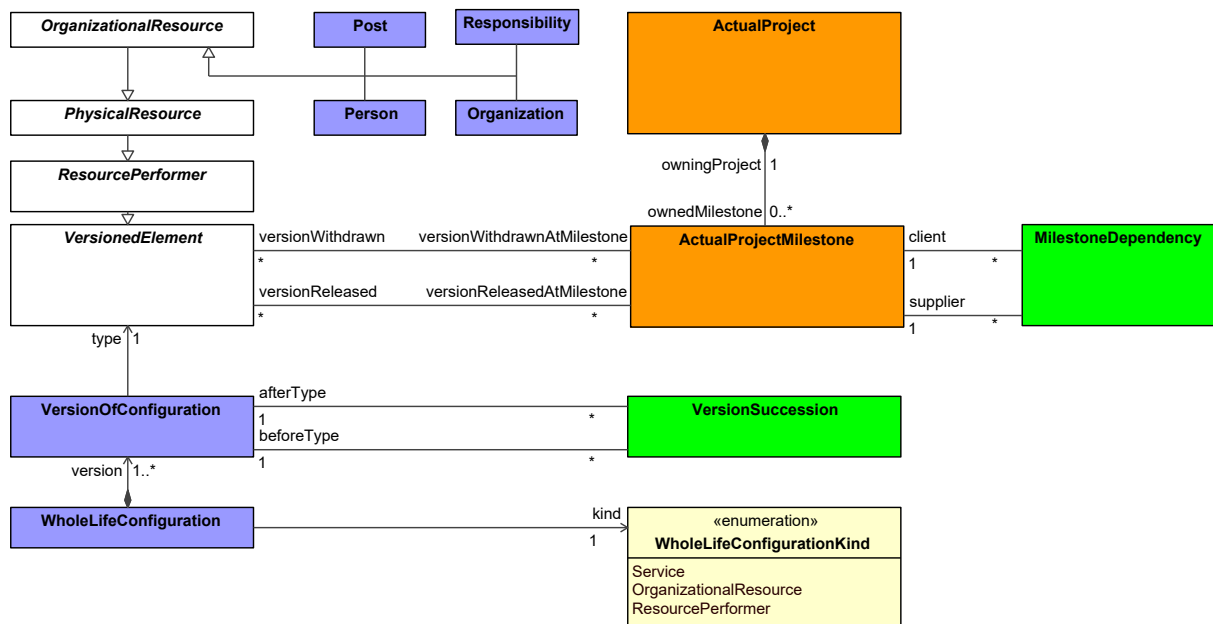 OrganizationalResource
Post
Responsibility
ActualProject
PhysicalResource
Person
Organization
owningProject 1
ResourcePerformer
ownedMilestone 0..*
VersionedElement
versionWithdrawn versionWithdrawnAtMilestone
* *
ActualProjectMilestone
client
1 *
MilestoneDependency
versionReleased versionReleasedAtMilestone
* *
supplier
1 *
type 1
VersionOfConfiguration
afterType
1 *
beforeType
1 *
VersionSuccession
version 1..*
WholeLifeConfiguration
kind
1
«enumeration»
WholeLifeConfigurationKind
Service
OrganizationalResource
ResourcePerformer